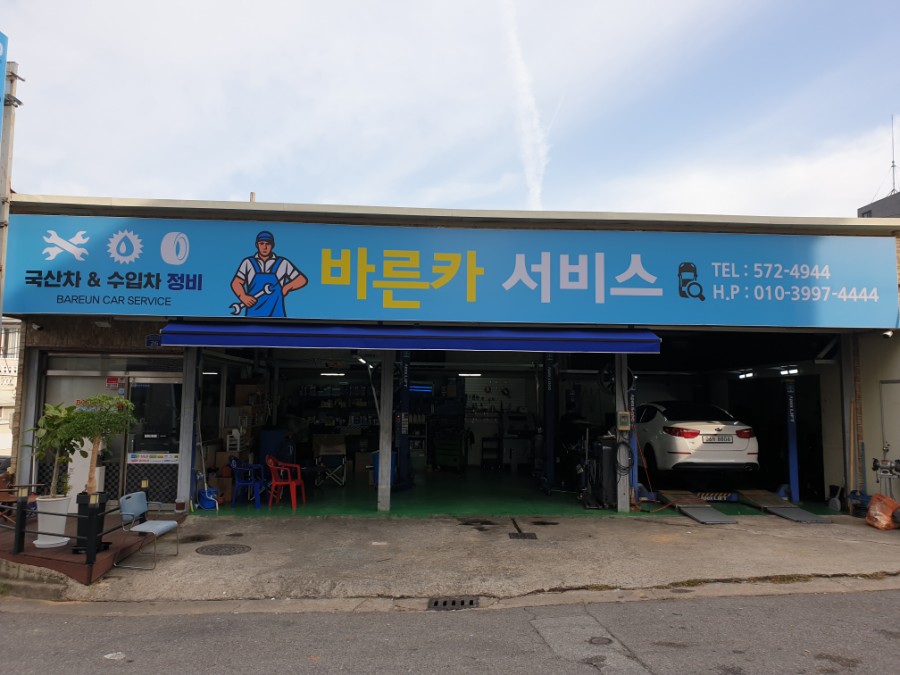 국산차 & 수입차 정비
BAREUN CAR SERVICE
바른카 서비스
TEL : 572-4944
H.P : 010-3997-4444